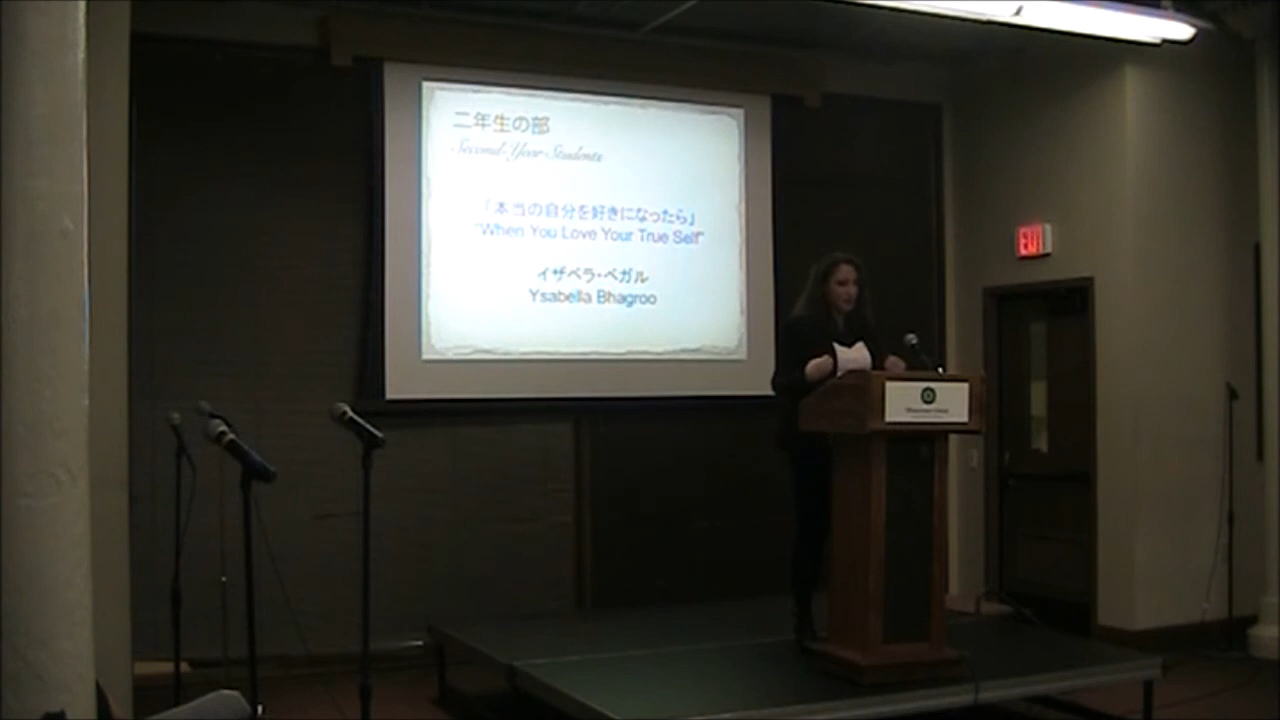 二年生の部
Second-Year Students
「本当の自分を好きになったら」
"When You Love Your True Self"
イザベラ・ベガル
Ysabella Bhagroo
EXIT